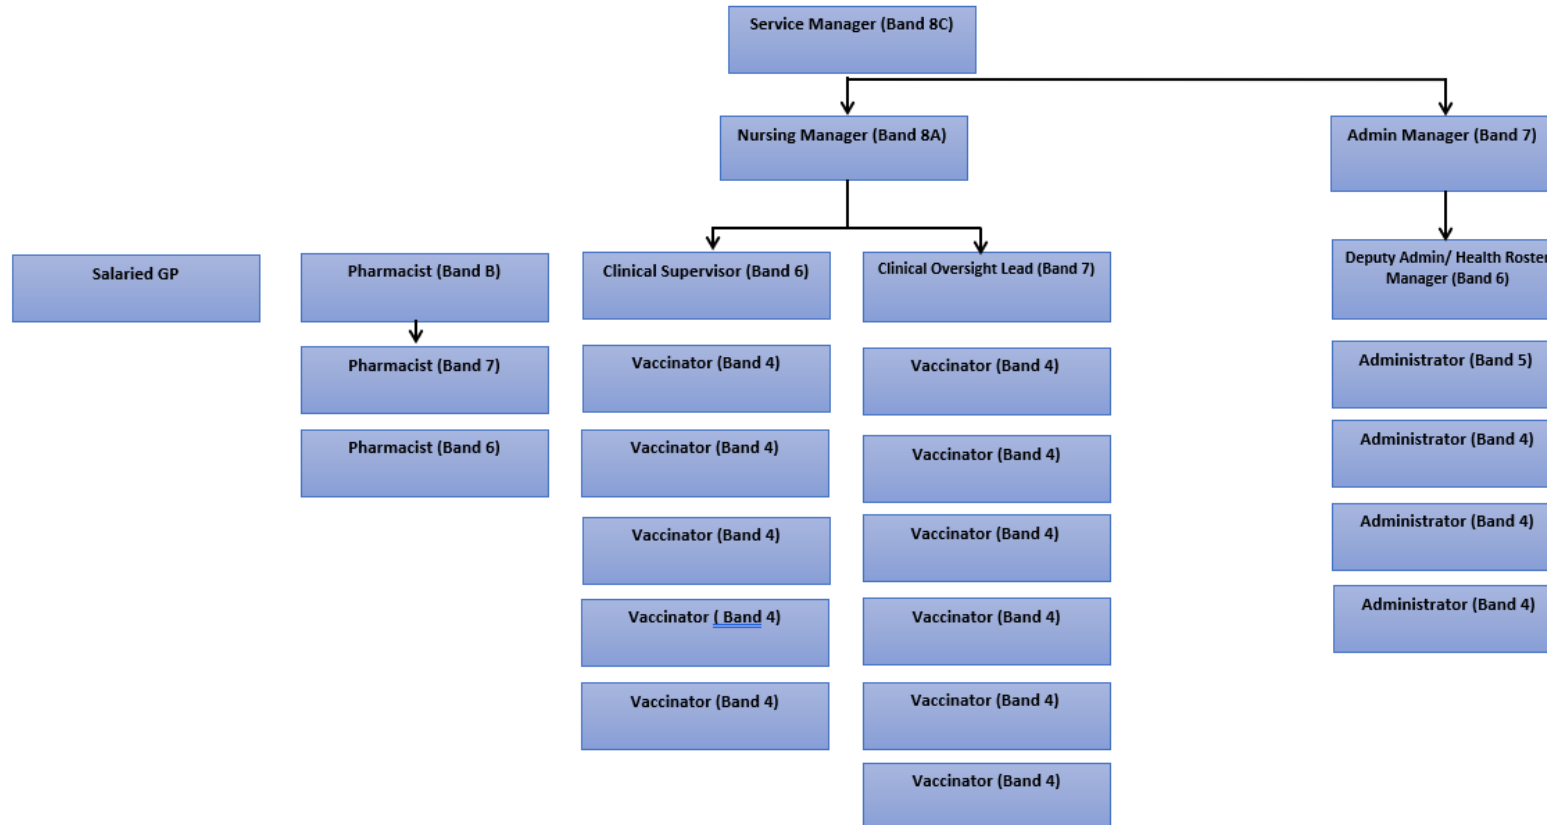 Service Manager (Band 8C)
Nursing Manager (Band 8A)
Admin Manager (Band 7)
Salaried GP
Pharmacist (Band B)
Clinical Supervisor (Band 6)
Clinical Oversight Lead (Band 7)
Deputy Admin/ Health Roster
Manager (Band 6)
Pharmacist (Band 7)
Vaccinator (Band 4)
Vaccinator (Band 4)
Administrator (Band 5)
Pharmacist (Band 6)
Vaccinator (Band 4)
Vaccinator (Band 4)
Administrator (Band 4)
Vaccinator (Band 4)
Vaccinator (Band 4)
Administrator (Band 4)
Vaccinator ( Band 4)
Vaccinator (Band 4)
Administrator (Band 4)
Vaccinator (Band 4)
Vaccinator (Band 4)
Vaccinator (Band 4)